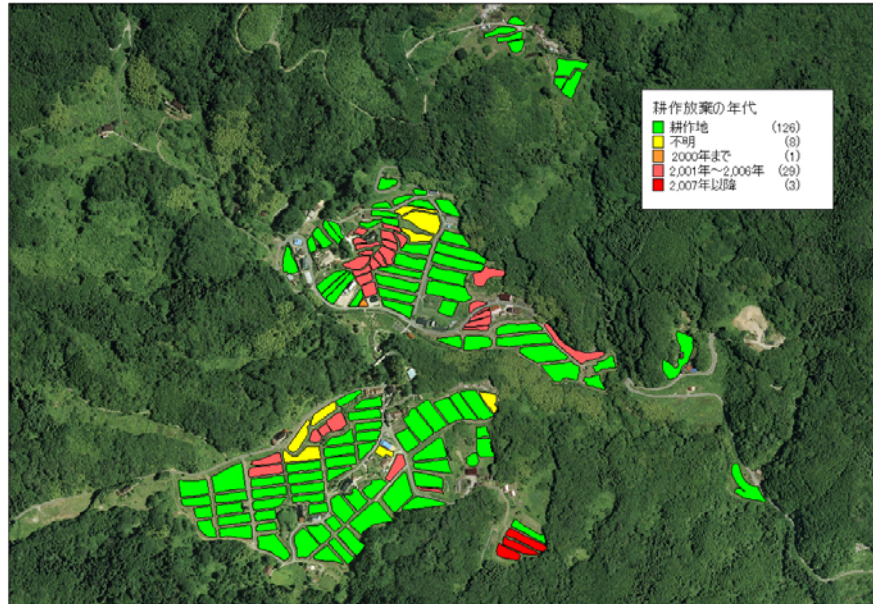 耕作放棄の年代
耕作地 (126)
不明 (8)
2000年まで (1)
2,001年～2,006年 (29)
2,007年以降 (3)